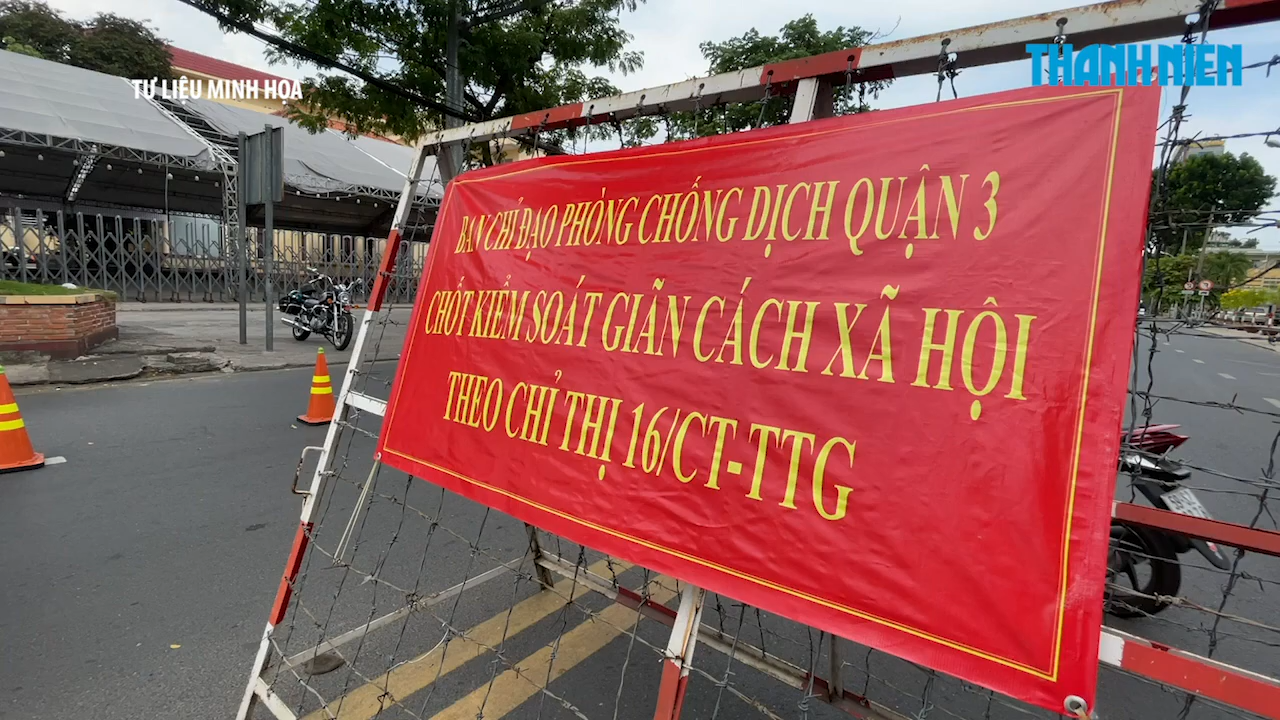 TƯ LIỆU MINH HỌA
THANH NIÊN
BAN CHỈ ĐẠO PHÒNG CHỐNG DỊCH QUẬN 3
CHỐT KIỂM SOÁT GIÃN CÁCH XÃ HỘI
THEO CHỈ THỊ 16/CT-TTG